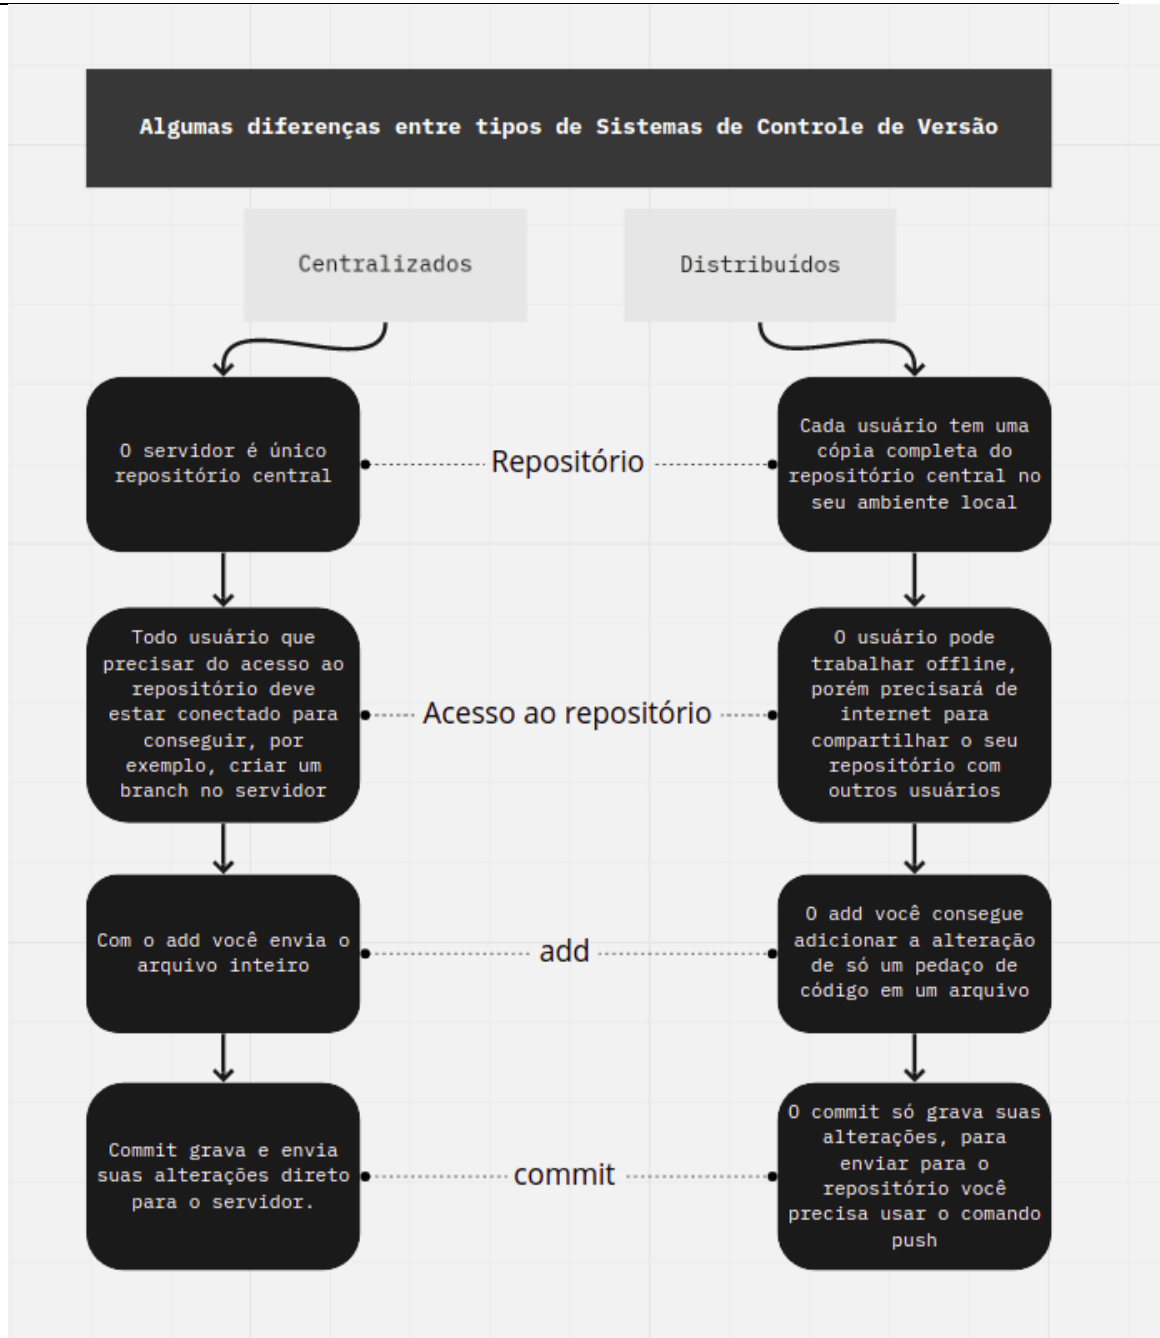 Algumas diferenças entre tipos de Sistemas de Controle de Versão
Centralizados
Distribuídos
O servidor é único
repositório central
Repositório
Cada usuário tem uma
cópia completa do
repositório central no
seu ambiente local
Todo usuário que
precisar do acesso ao
repositório deve
estar conectado para
conseguir, por
exemplo, criar um
branch no servidor
Acesso ao repositório
O usuário pode
trabalhar offline,
porém precisará de
internet para
compartilhar o seu
repositório com
outros usuários
Com o add você envia o
arquivo inteiro
add
O add você consegue
adicionar a alteração
de só um pedaço de
código em um arquivo
Commit grava e envia
suas alterações direto
para o servidor.
commit
O commit só grava suas
alterações, para
enviar para o
repositório você
precisa usar o comando
push